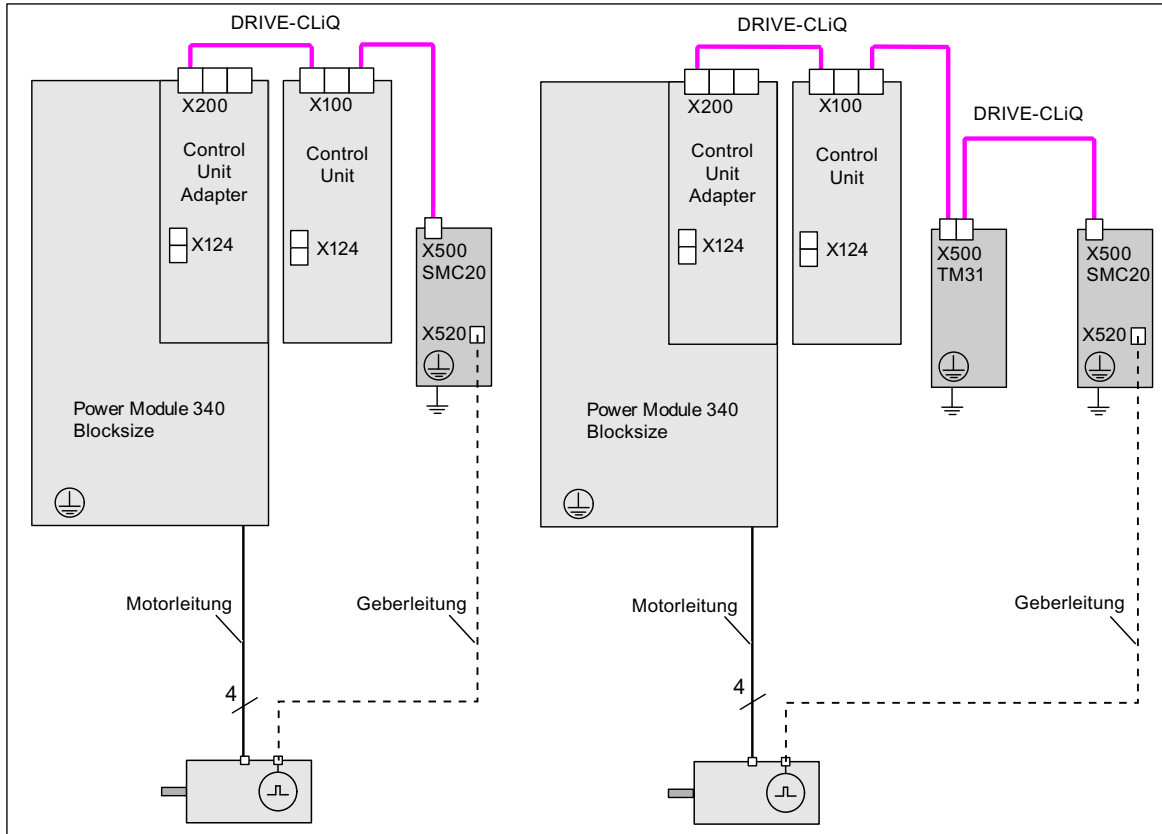 DRIVE-CLiQ
X200
X100
Control
Unit
Adapter
Control
Unit
X124
X124
X500
SMC20
X520
Power Module 340
Blocksize
Motorleitung
Geberleitung
4
DRIVE-CLiQ
DRIVE-CLiQ
X200
X100
Control
Unit
Adapter
Control
Unit
X124
X124
X500
TM31
X500
SMC20
X520
Power Module 340
Blocksize
Motorleitung
Geberleitung
4